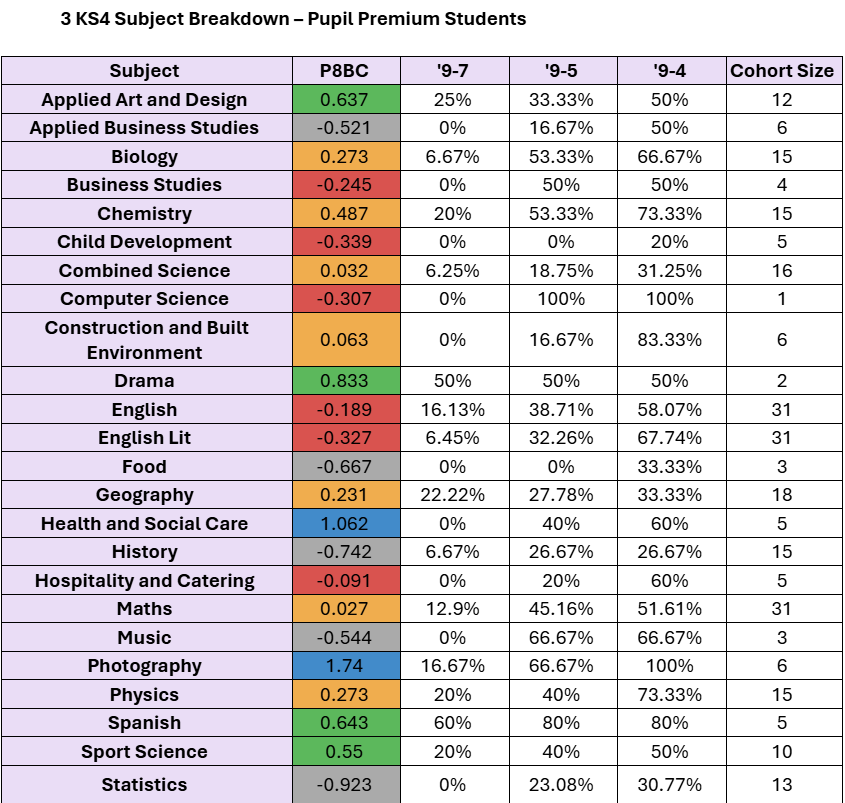 3 KS4 Subject Breakdown – Pupil Premium Students
Subject P8BC '9-7 '9-5 '9-4 Cohort Size
Applied Art and Design 0.637 25% 33.33% 50% 12
Applied Business Studies -0.521 0% 16.67% 50% 6
Biology 0.273 6.67% 53.33% 66.67% 15
Business Studies -0.245 0% 50% 50% 4
Chemistry 0.487 20% 53.33% 73.33% 15
Child Development -0.339 0% 0% 20% 5
Combined Science 0.032 6.25% 18.75% 31.25% 16
Computer Science -0.307 0% 100% 100% 1
Construction and Built
Environment 0.063 0% 16.67% 83.33% 6
Drama 0.833 50% 50% 50% 2
English -0.189 16.13% 38.71% 58.07% 31
English Lit -0.327 6.45% 32.26% 67.74% 31
Food -0.667 0% 0% 33.33% 3
Geography 0.231 22.22% 27.78% 33.33% 18
Health and Social Care 1.062 0% 40% 60% 5
History -0.742 6.67% 26.67% 26.67% 15
Hospitality and Catering -0.091 0% 20% 60% 5
Maths 0.027 12.9% 45.16% 51.61% 31
Music -0.544 0% 66.67% 66.67% 3
Photography 1.74 16.67% 66.67% 100% 6
Physics 0.273 20% 40% 73.33% 15
Spanish 0.643 60% 80% 80% 5
Sport Science 0.55 20% 40% 50% 10
Statistics -0.923 0% 23.08% 30.77% 13